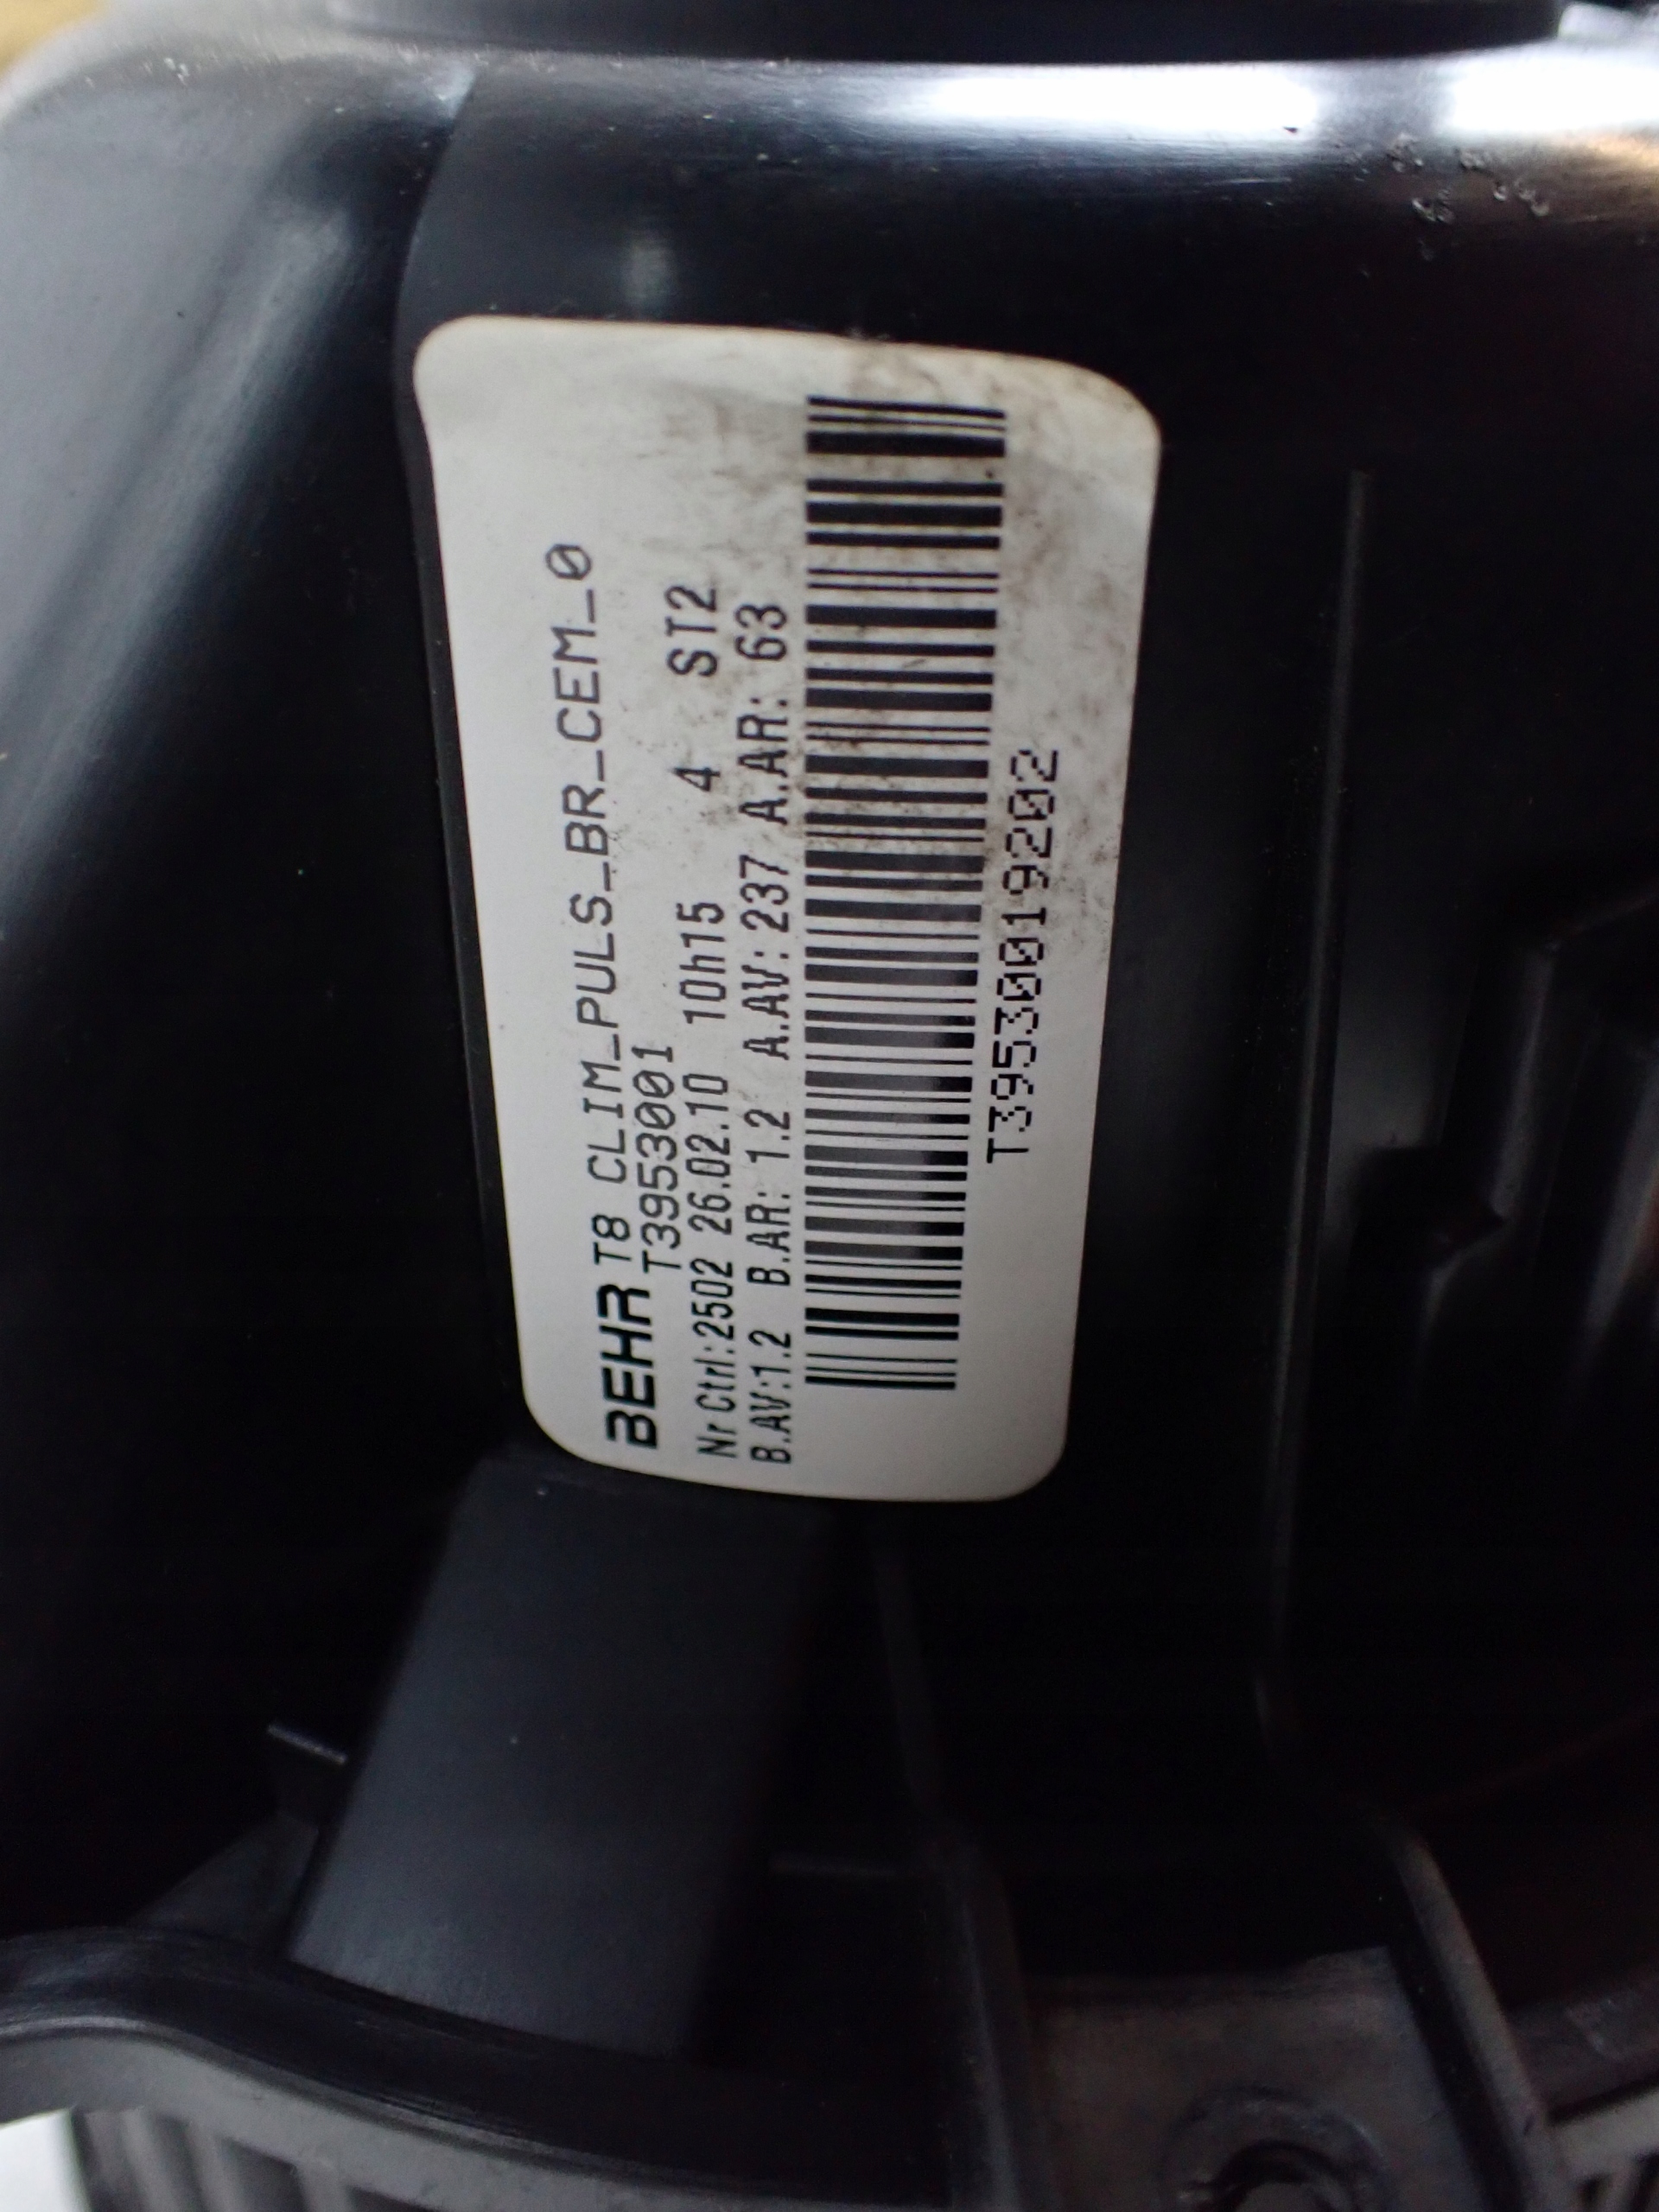 BEHR T8 CLIM_PULS_BR_CEM_0
T3953001
Nr Ctrl:2502 26.02.10 10h15 4 ST2
B.AV:1.2 B.AR: 1.2 A.AV: 237 A.AR: 63
T39530019202